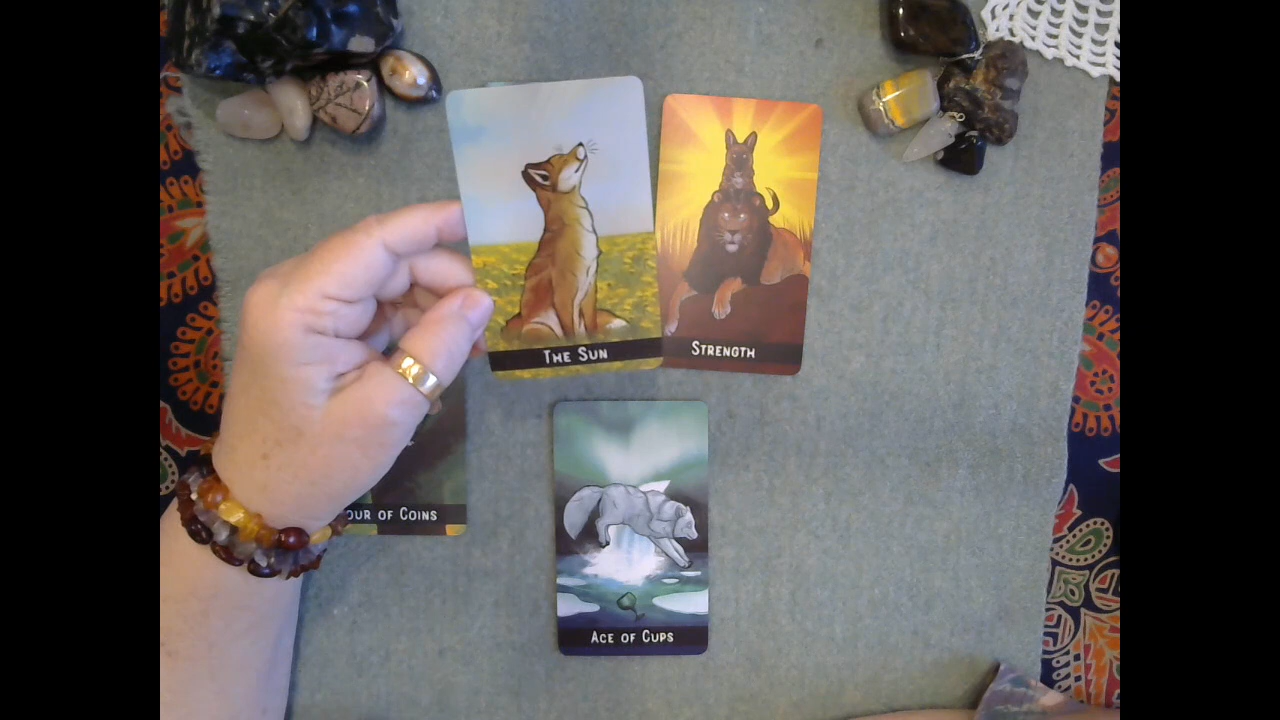 The Sun
Strength
our of Coins
Ace of Cups